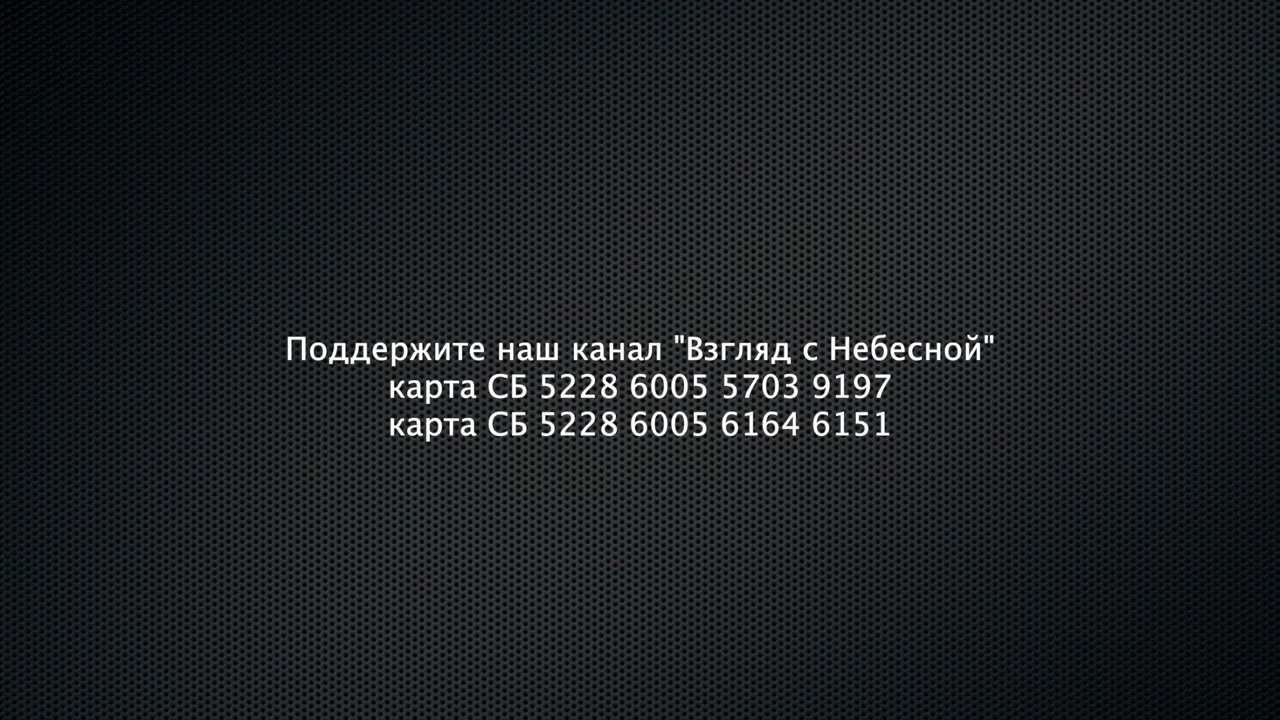 Поддержите наш канал "Взгляд с Небесной"
карта СБ 5228 6005 5703 9197
карта СБ 5228 6005 6164 6151